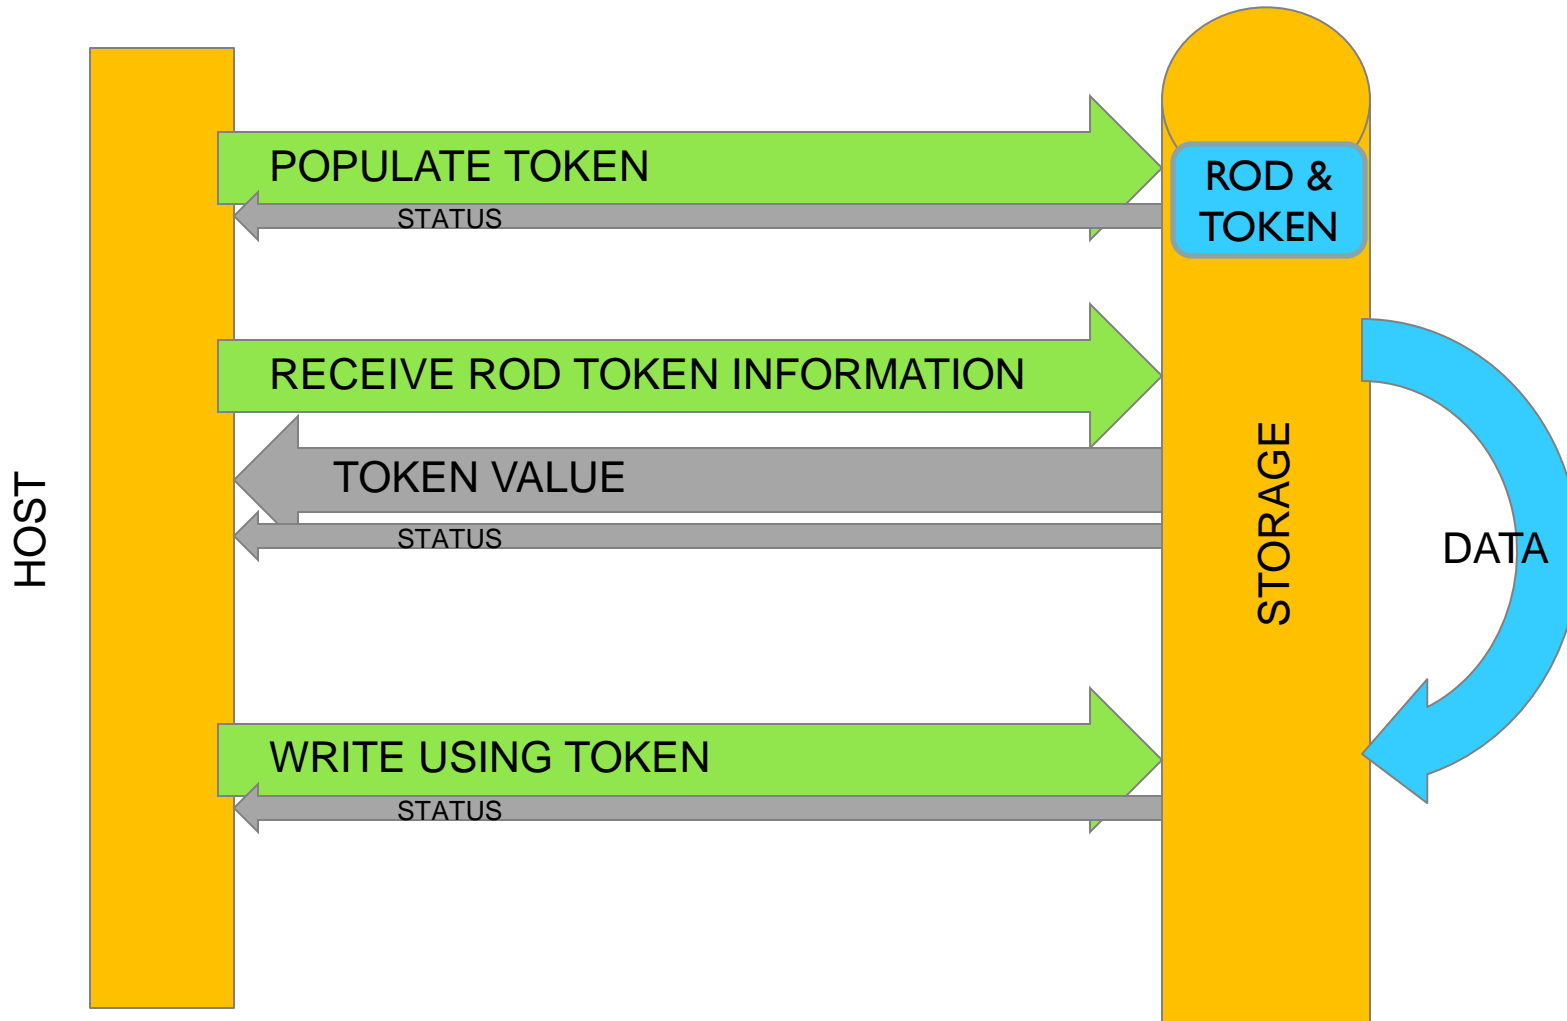 POPULATE TOKEN
STATUS
ROD &
TOKEN
RECEIVE ROD TOKEN INFORMATION
TOKEN VALUE
STATUS
HOST
STORAGE
DATA
WRITE USING TOKEN
STATUS